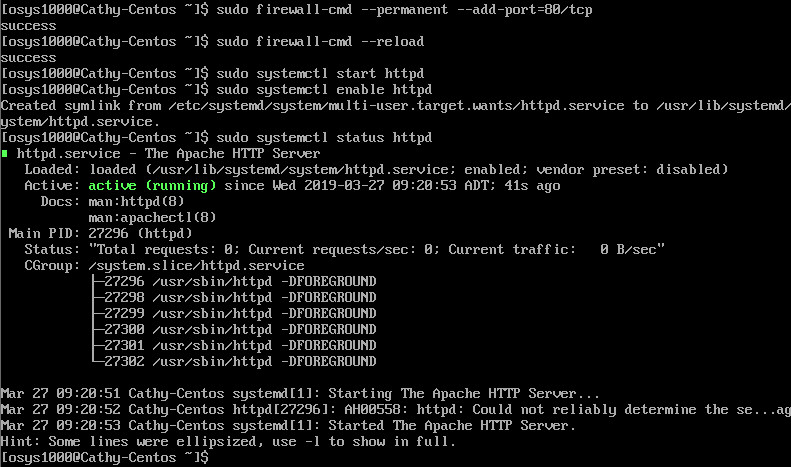 [osys1000@Cathy-Centos ~]$ sudo firewall-cmd --permanent --add-port=80/tcp
success
[osys1000@Cathy-Centos ~]$ sudo firewall-cmd --reload
success
[osys1000@Cathy-Centos ~]$ sudo systemctl start httpd
[osys1000@Cathy-Centos ~]$ sudo systemctl enable httpd
Created symlink from /etc/systemd/system/multi-user.target.wants/httpd.service to /usr/lib/systemd/
ystem/httpd.service.
[osys1000@Cathy-Centos ~]$ sudo systemctl status httpd
httpd.service - The Apache HTTP Server
Loaded: loaded (/usr/lib/systemd/system/httpd.service; enabled; vendor preset: disabled)
Active: active (running) since Wed 2019-03-27 09:20:53 ADT; 41s ago
Docs: man:httpd(8)
man:apachectl(8)
Main PID: 27296 (httpd)
Status: "Total requests: 0; Current requests/sec: 0; Current traffic:   0 B/sec"
CGroup: /system.slice/httpd.service
├─27296 /usr/sbin/httpd -DFOREGROUND
├─27298 /usr/sbin/httpd -DFOREGROUND
├─27299 /usr/sbin/httpd -DFOREGROUND
├─27300 /usr/sbin/httpd -DFOREGROUND
├─27301 /usr/sbin/httpd -DFOREGROUND
└─27302 /usr/sbin/httpd -DFOREGROUND
Mar 27 09:20:51 Cathy-Centos systemd[1]: Starting The Apache HTTP Server...
Mar 27 09:20:52 Cathy-Centos httpd[27296]: AH00558: httpd: Could not reliably determine the se...ag
Mar 27 09:20:53 Cathy-Centos systemd[1]: Started The Apache HTTP Server.
Hint: Some lines were ellipsized, use -l to show in full.
[osys1000@Cathy-Centos ~]$